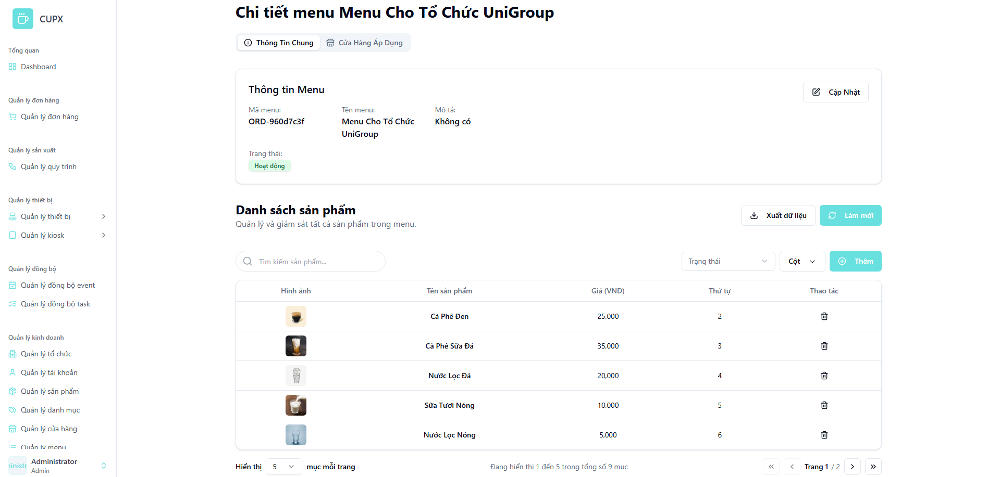 CUPX
Tổng quan
Dashboard
Quản lý đơn hàng
Quản lý đơn hàng
Quản lý sản xuất
Quản lý quy trình
Quản lý thiết bị
Quản lý thiết bị
Quản lý kiosk
Quản lý đồng bộ
Quản lý đồng bộ event
Quản lý đồng bộ task
Quản lý kinh doanh
Quản lý tổ chức
Quản lý tài khoản
Quản lý sản phẩm
Quản lý danh mục
Quản lý cửa hàng
Quản lý menu
Administrator
Admin
Chi tiết menu Menu Cho Tổ Chức UniGroup
Thông Tin Chung
Cửa Hàng Áp Dụng
Thông tin Menu
Cập Nhật
Mã menu:
ORD-960d7c3f
Tên menu:
Menu Cho Tổ Chức
UniGroup
Mô tả:
Không có
Trạng thái:
Hoạt động
Danh sách sản phẩm
Quản lý và giám sát tất cả sản phẩm trong menu.
Xuất dữ liệu
Làm mới
Tìm kiếm sản phẩm...
Trạng thái
Cột
Thêm
Hình ảnh Tên sản phẩm Giá (VND) Thứ tự Thao tác
Cà Phê Đen 25,000 2
Cà Phê Sữa Đá 35,000 3
Nước Lọc Đá 20,000 4
Sữa Tươi Nóng 10,000 5
Nước Lọc Nóng 5,000 6
Hiển thị 5 mục mỗi trang
Đang hiển thị 1 đến 5 trong tổng số 9 mục
Trang 1 / 2